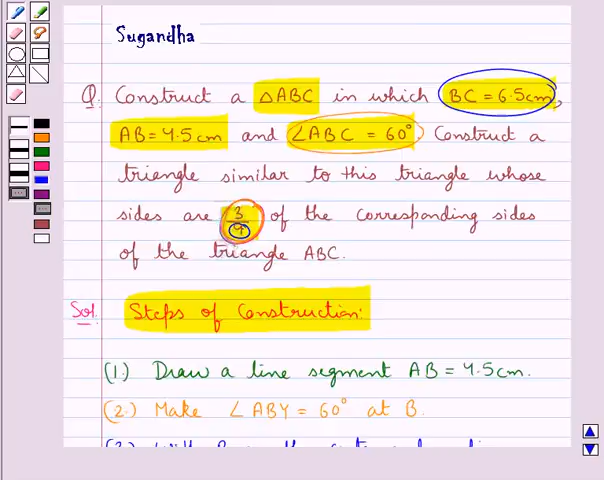 Sugandha
Q. Construct a △ABC in which BC = 6.5cm,
AB = 4.5cm and ∠ABC = 60° Construct a
triangle similar to this triangle whose
sides are 3/4 of the corresponding sides
of the triangle ABC.
Sol. Steps of Construction:
(1.) Draw a line segment AB = 4.5cm.
(2.) Make ∠ABY = 60° at B.